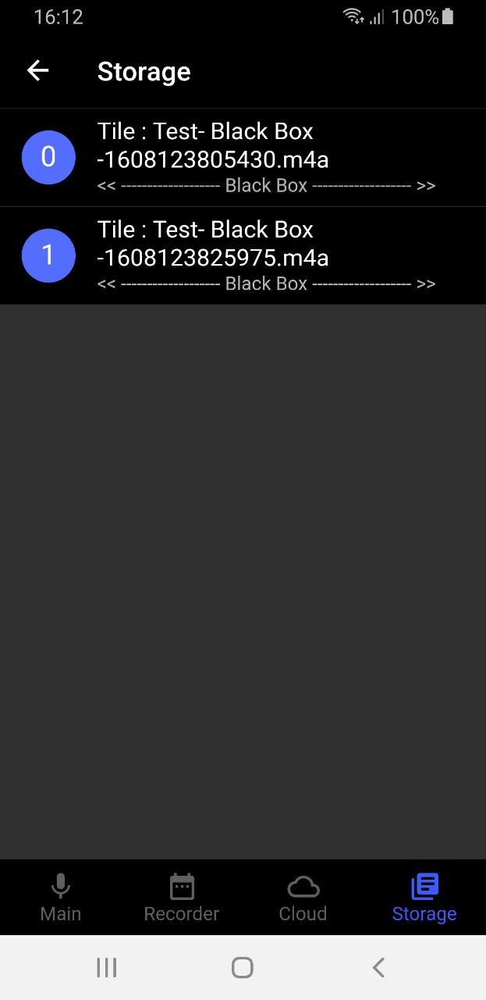 16:12 100%
Storage
0
Tile : Test- Black Box
-1608123805430.m4a
<< ------------------- Black Box ------------------- >>
1
Tile : Test- Black Box
-1608123825975.m4a
<< ------------------- Black Box ------------------- >>
Main Recorder Cloud Storage